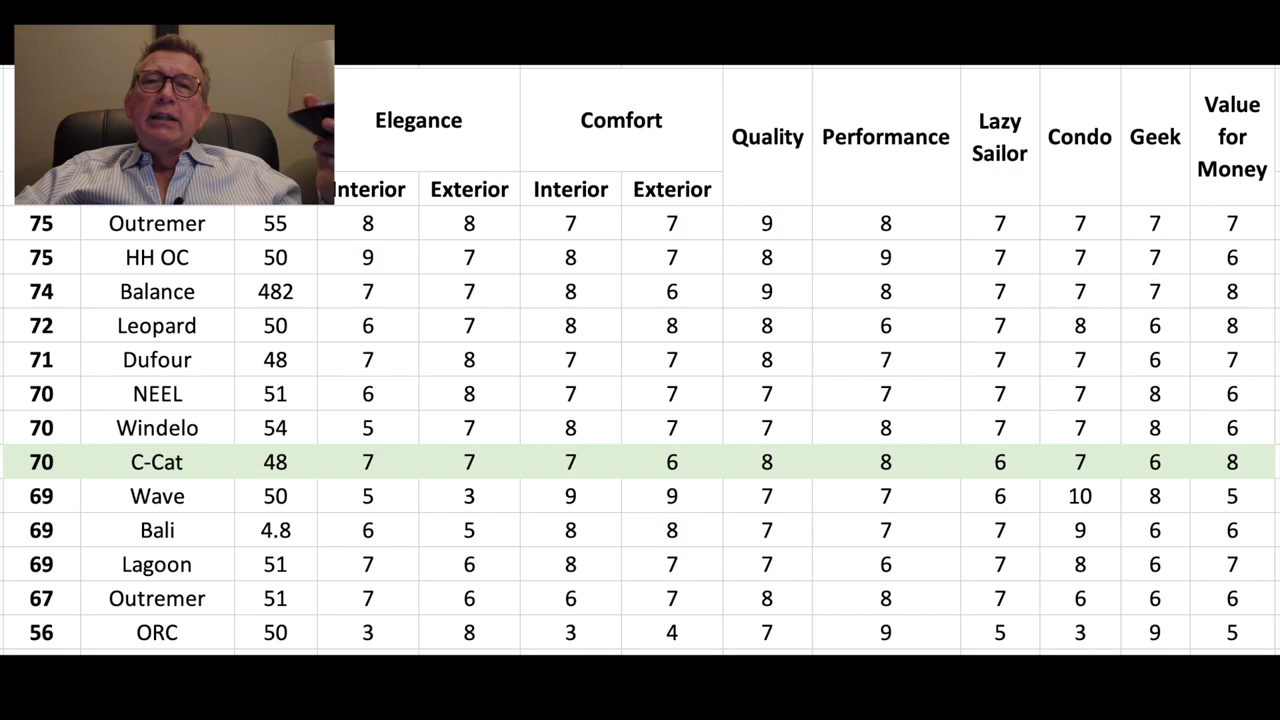 Elegance Comfort Quality Performance Lazy Sailor Condo Geek Value for Money
Interior Exterior Interior Exterior
75 Outremer 55 8 8 7 7 9 8 7 7 7 7
75 HH OC 50 9 7 8 7 8 9 7 7 7 6
74 Balance 482 7 7 8 6 9 8 7 7 7 8
72 Leopard 50 6 7 8 8 8 6 7 8 6 8
71 Dufour 48 7 8 7 7 8 7 7 7 6 7
70 NEEL 51 6 8 7 7 7 7 7 7 8 6
70 Windelo 54 5 7 8 7 7 8 7 7 8 6
70 C-Cat 48 7 7 7 6 8 8 6 7 6 8
69 Wave 50 5 3 9 9 7 7 6 10 8 5
69 Bali 4.8 6 5 8 8 7 7 7 9 6 6
69 Lagoon 51 7 6 8 7 7 6 7 8 6 7
67 Outremer 51 7 6 6 7 8 8 7 6 6 6
56 ORC 50 3 8 3 4 7 9 5 3 9 5